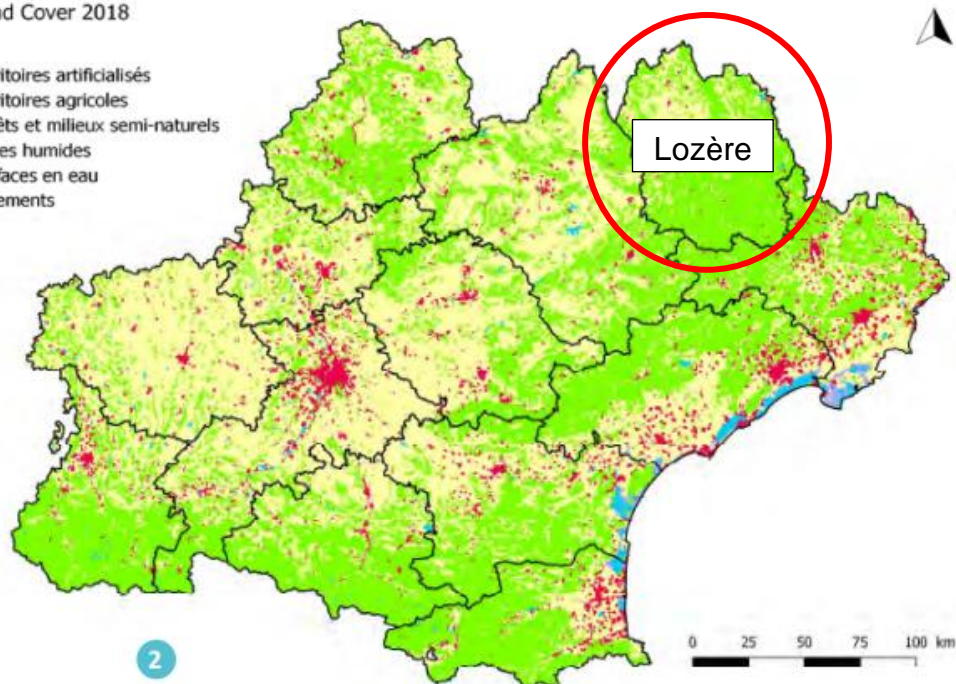 d Cover 2018
itoires artificialisés
itoires agricoles
êts et milieux semi-naturels
es humides
faces en eau
ements
Lozère
2
0 25 50 75 100 km